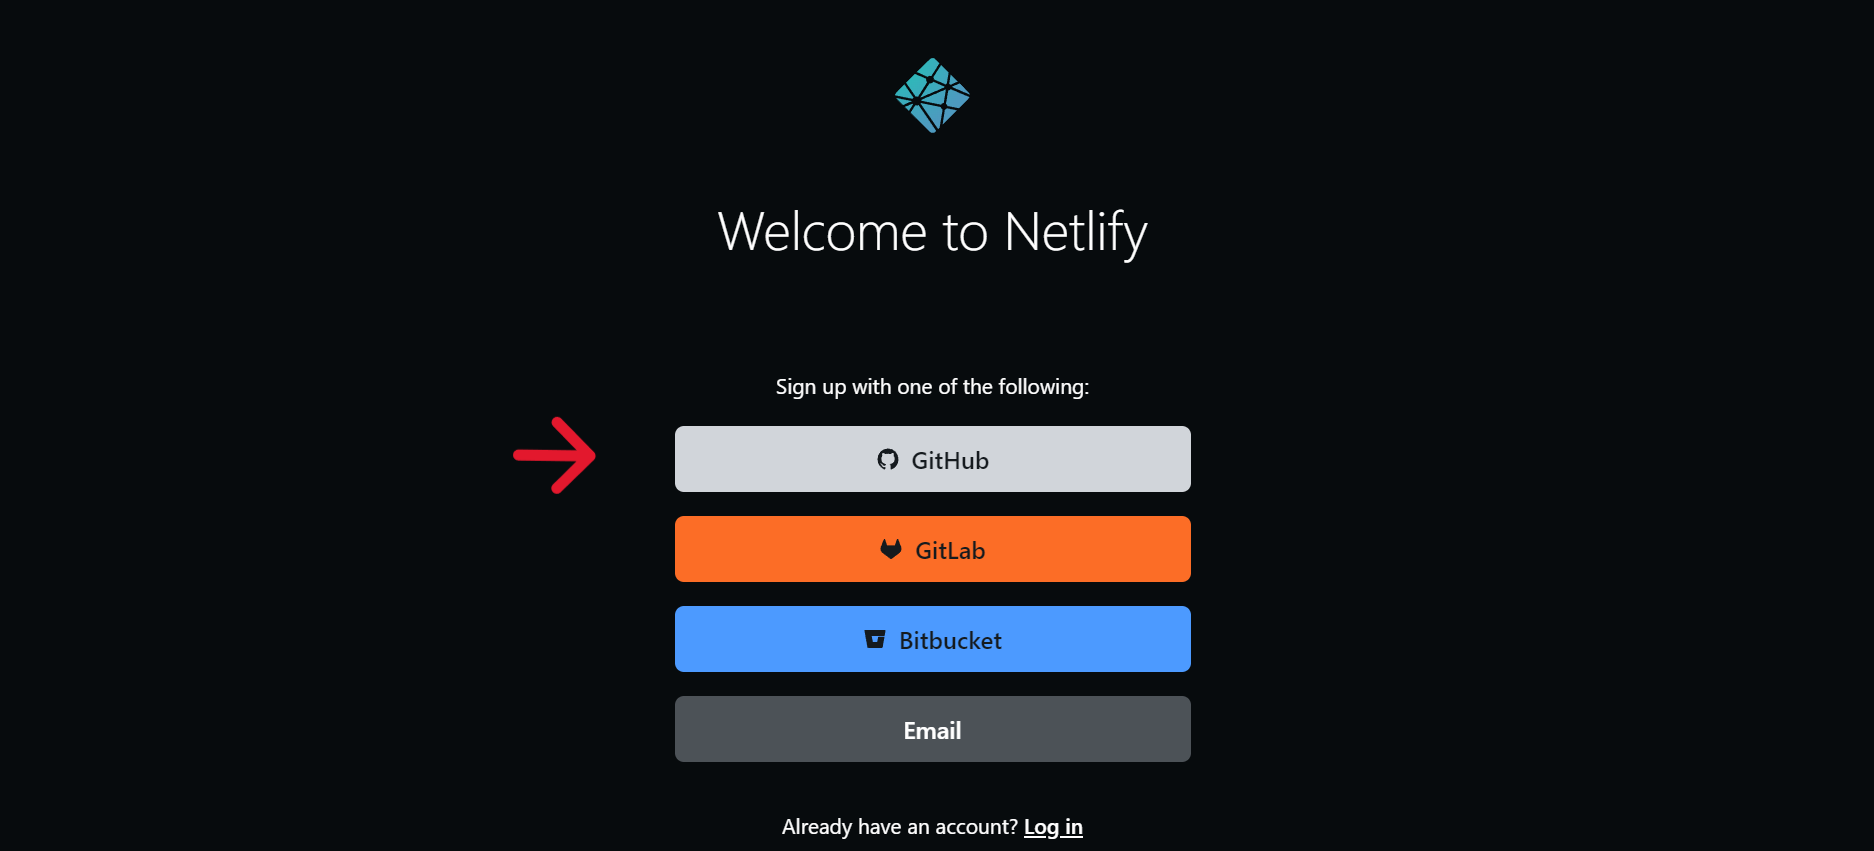 Welcome to Netlify
Sign up with one of the following:
GitHub
GitLab
Bitbucket
Email
Already have an account? Log in